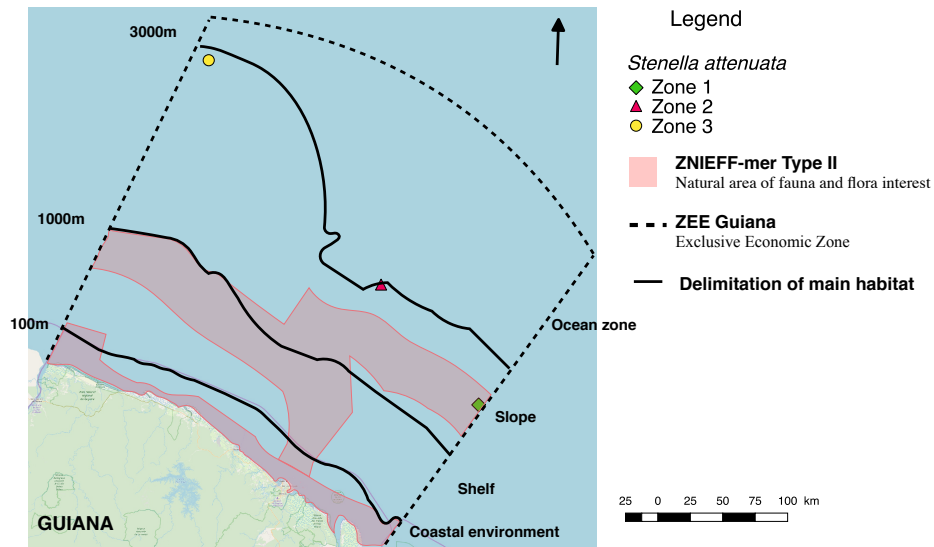 3000m
1000m
100m
Ocean zone
Slope
Shelf
Coastal environment
GUIANA
Legend
Stenella attenuata
Zone 1
Zone 2
Zone 3
ZNIEFF-mer Type II
Natural area of fauna and flora interest
ZEE Guiana
Exclusive Economic Zone
Delimitation of main habitat
25 0 25 50 75 100 km